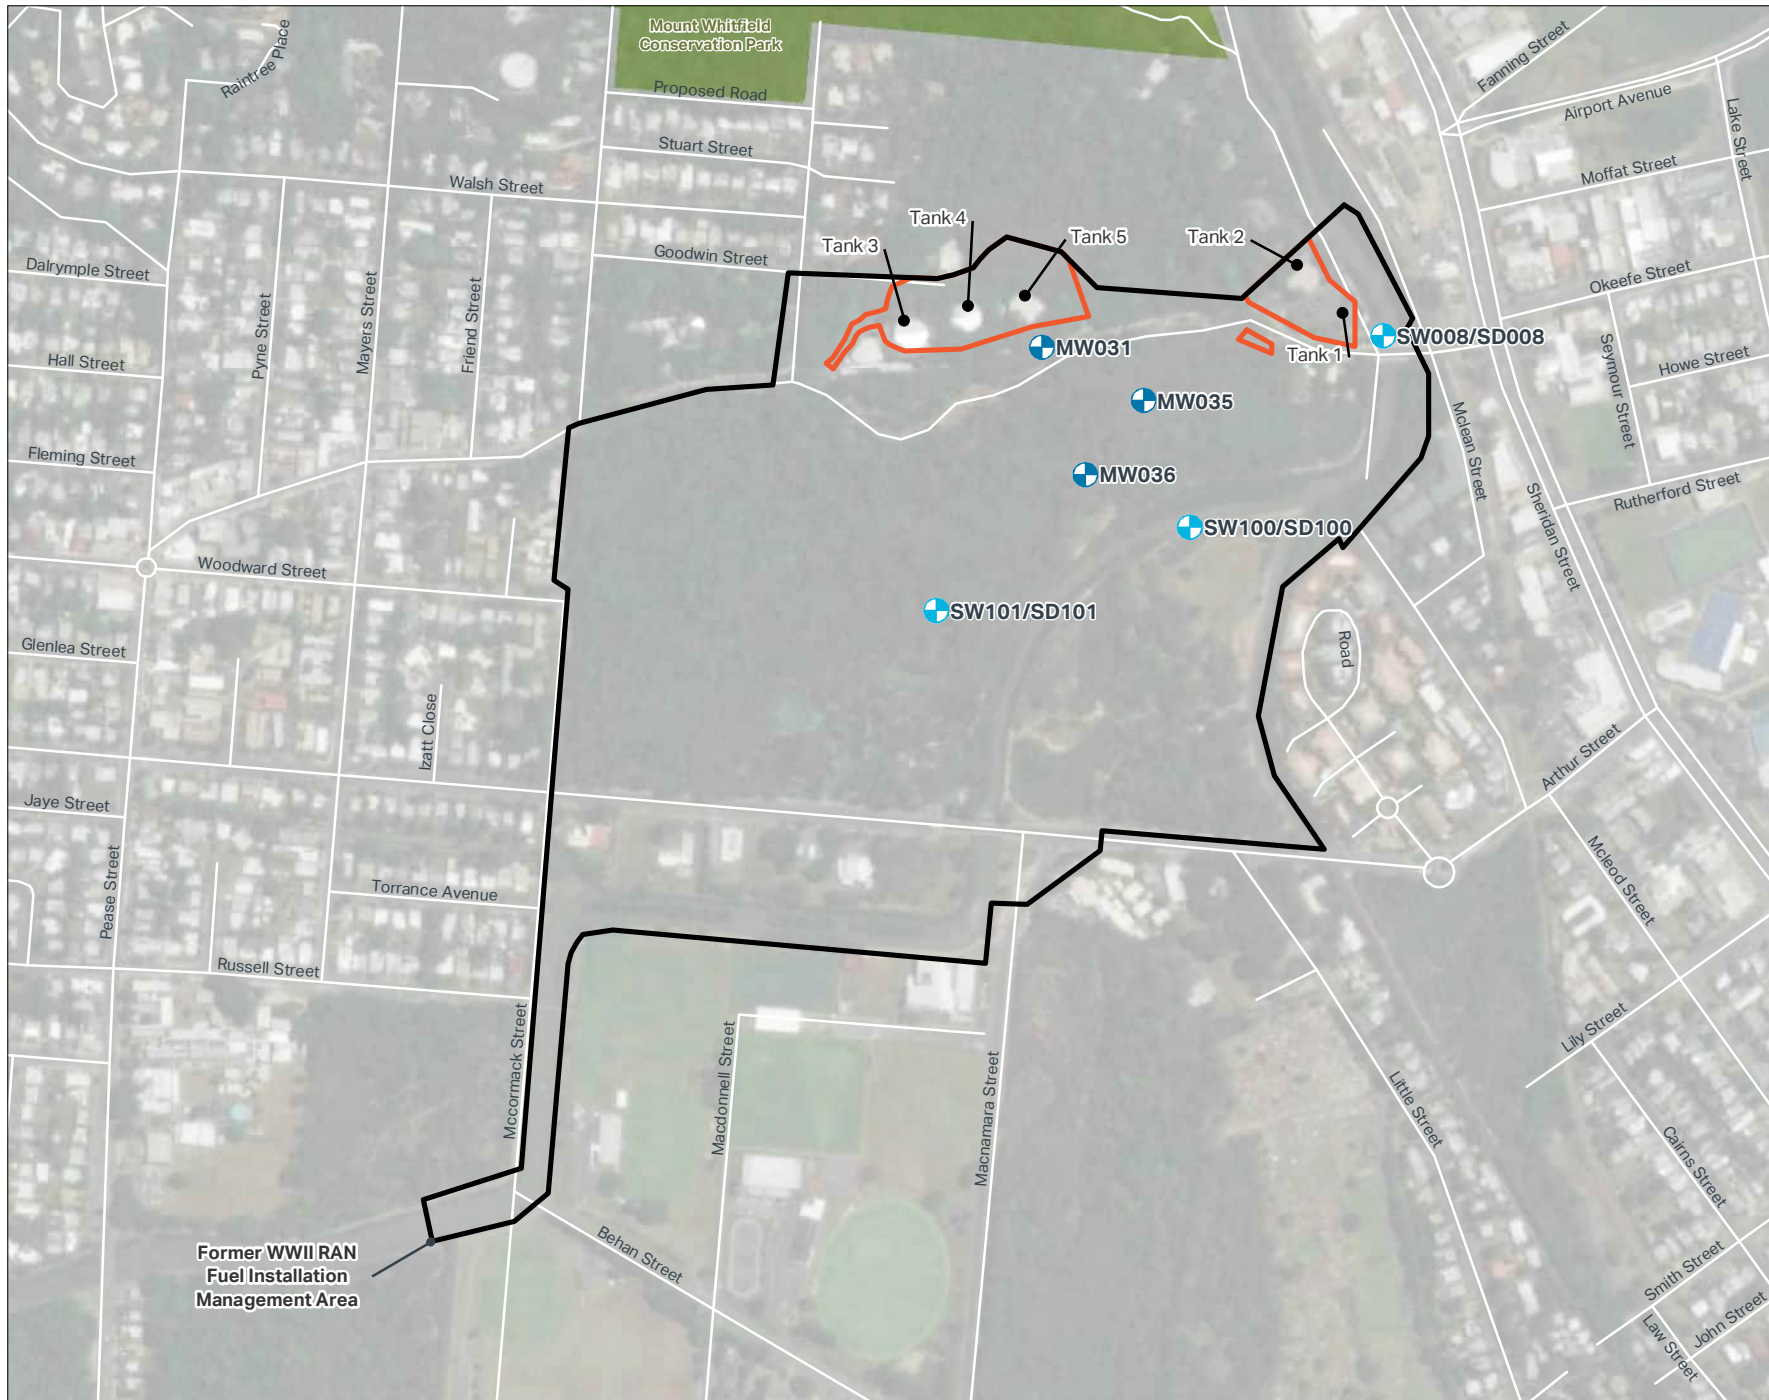 Mount Whitfield
Conservation Park
Raintree Place
Fanning Street
Airport Avenue
Lake Street
Proposed Road
Stuart Street
Moffat Street
Walsh Street
Tank 4
Tank 5
Tank 2
Tank 3
Goodwin Street
Dalrymple Street
Okeefe Street
Pyne Street
Mayers Street
Friend Street
SW008/SD008
MW031
Tank 1
Seymour Street
Howe Street
Hall Street
MW035
Mclean Street
Fleming Street
MW036
Rutherford Street
Sheridan Street
SW100/SD100
Woodward Street
SW101/SD101
Glenlea Street
Road
Izatt Close
Arthur Street
Jaye Street
Pease Street
Torrance Avenue
Mcleod Street
Russell Street
Mccormack Street
Macdonnell Street
Macnamara Street
Lily Street
Little Street
Cairns Street
Former WWII RAN
Fuel Installation
Management Area
Behan Street
Smith Street
John Street
Law Street